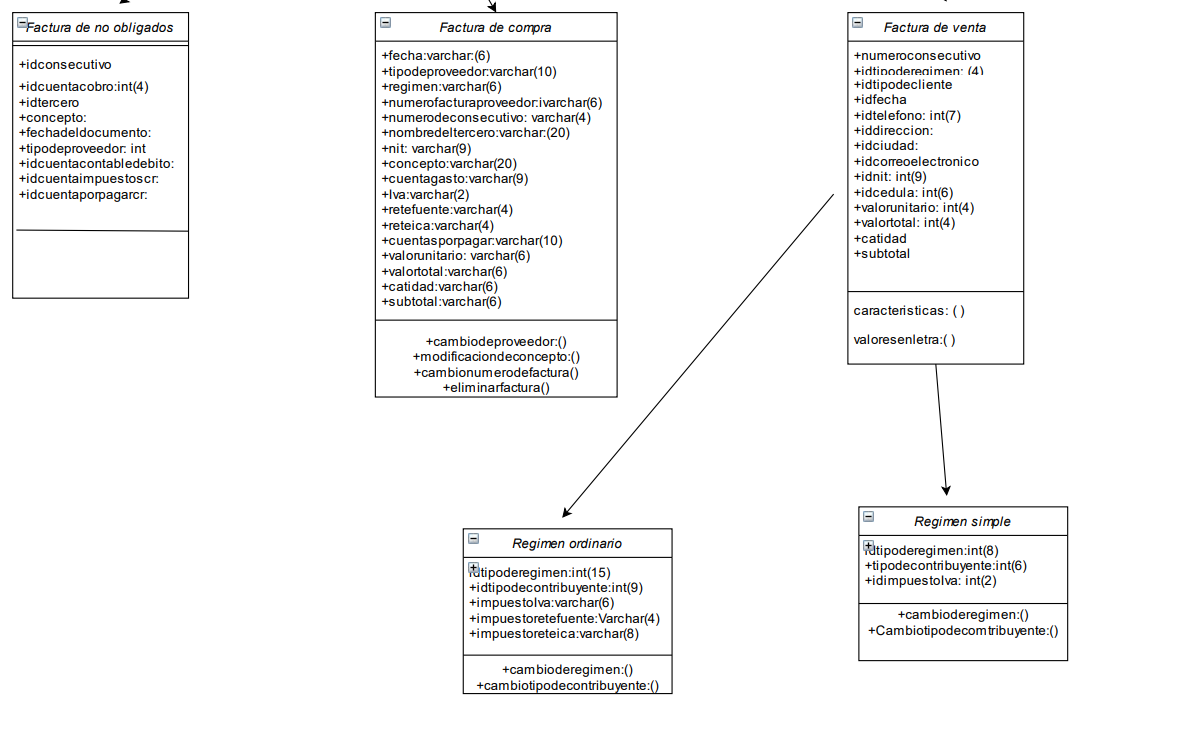 Factura de no obligados
+idconsecutivo
+idcuentacobro:int(4)
+idtercero
+concepto:
+fechadeldocumento:
+tipodeproveedor: int
+idcuentacontabledebito:
+idcuentaimpuestoscr:
+idcuentaporpagarcr:
Factura de compra
+fecha:varchar:(6)
+tipodeproveedor:varchar(10)
+regimen:varchar(6)
+numerofacturaproveedor:ivarchar(6)
+numerodeconsecutivo: varchar(4)
+nombredeltercero:varchar:(20)
+nit: varchar(9)
+concepto:varchar(20)
+cuentagasto:varchar(9)
+Iva:varchar(2)
+retefuente:varchar(4)
+reteica:varchar(4)
+cuentasporpagar:varchar(10)
+valorunitario: varchar(6)
+valortotal:varchar(6)
+catidad:varchar(6)
+subtotal:varchar(6)
+cambiodeproveedor:()
+modificaciondeconcepto:()
+cambionumerodefactura()
+eliminarfactura()
Factura de venta
+numeroconsecutivo
+idtipoderegimen: (4)
+idtipodecliente
+idfecha
+idtelefono: int(7)
+iddireccion:
+idciudad:
+idcorreoelectronico
+idnit: int(9)
+idcedula: int(6)
+valorunitario: int(4)
+valortotal: int(4)
+catidad
+subtotal
caracteristicas: ( )
valoresenletra:( )
Regimen ordinario
idtipoderegimen:int(15)
+idtipodecontribuyente:int(9)
+impuestoIva:varchar(6)
+impuestoretefuente:Varchar(4)
+impuestoreteica:varchar(8)
+cambioderegimen:()
+cambiotipodecontribuyente:()
Regimen simple
idtipoderegimen:int(8)
+tipodecontribuyente:int(6)
+idimpuestoIva: int(2)
+cambioderegimen:()
+Cambiotipodecomtribuyente:()